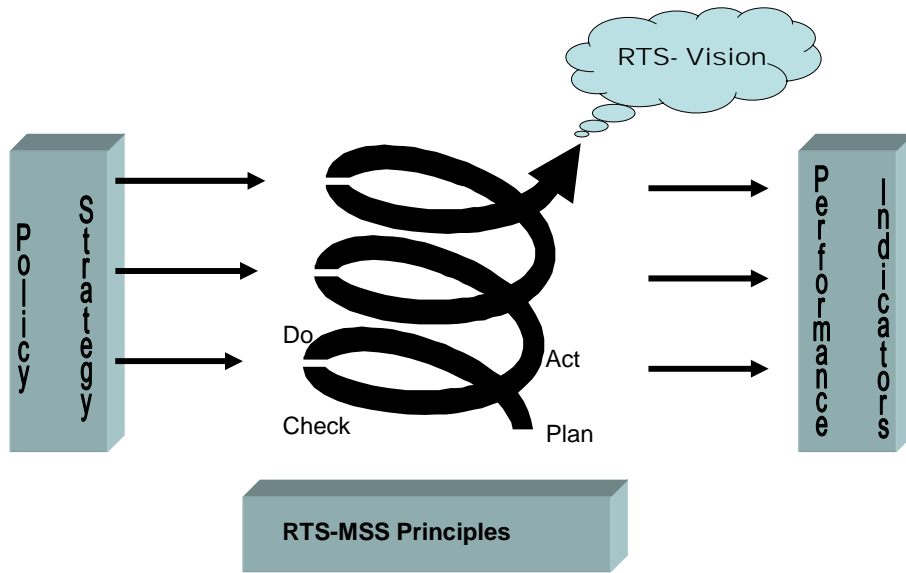 RTS- Vision
Policy
Strategy
Performance
Indicators
Do
Act
Check
Plan
RTS-MSS Principles